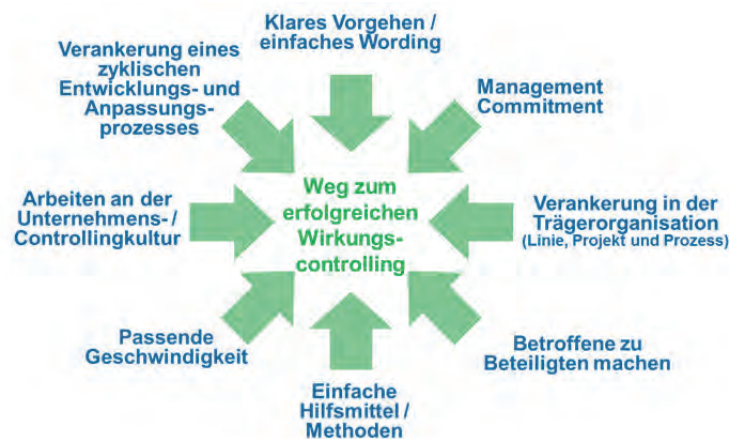 Klares Vorgehen /
einfaches Wording
Management
Commitment
Verankerung in der
Trägerorganisation
(Linie, Projekt und Prozess)
Betroffene zu
Beteiligten machen
Einfache
Hilfsmittel /
Methoden
Passende
Geschwindigkeit
Arbeiten an der
Unternehmens- /
Controllingkultur
Verankerung eines
zyklischen
Entwicklungs- und
Anpassungs-
prozesses
Weg zum
erfolgreichen
Wirkungs-
controlling